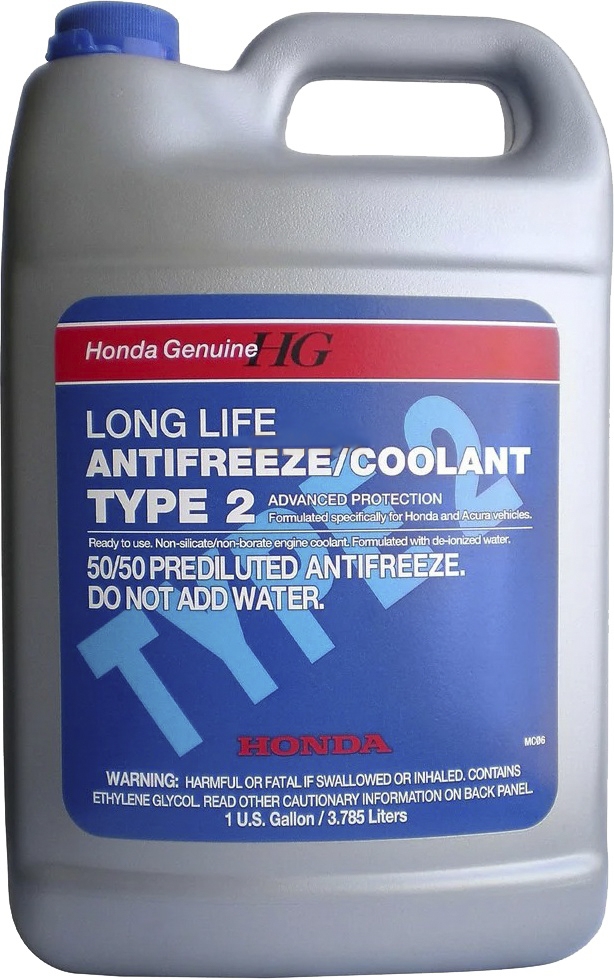 Honda Genuine HG
LONG LIFE
ANTIFREEZE/COOLANT
TYPE 2 ADVANCED PROTECTION
Formulated specifically for Honda and Acura vehicles.
Ready to use. Non-silicate/non-borate engine coolant. Formulated with de-ionized water.
50/50 PREDILUTED ANTIFREEZE.
DO NOT ADD WATER.
TYPE 2
HONDA
MC06
WARNING: HARMFUL OR FATAL IF SWALLOWED OR INHALED. CONTAINS
ETHYLENE GLYCOL. READ OTHER CAUTIONARY INFORMATION ON BACK PANEL.
1 U.S. Gallon / 3.785 Liters